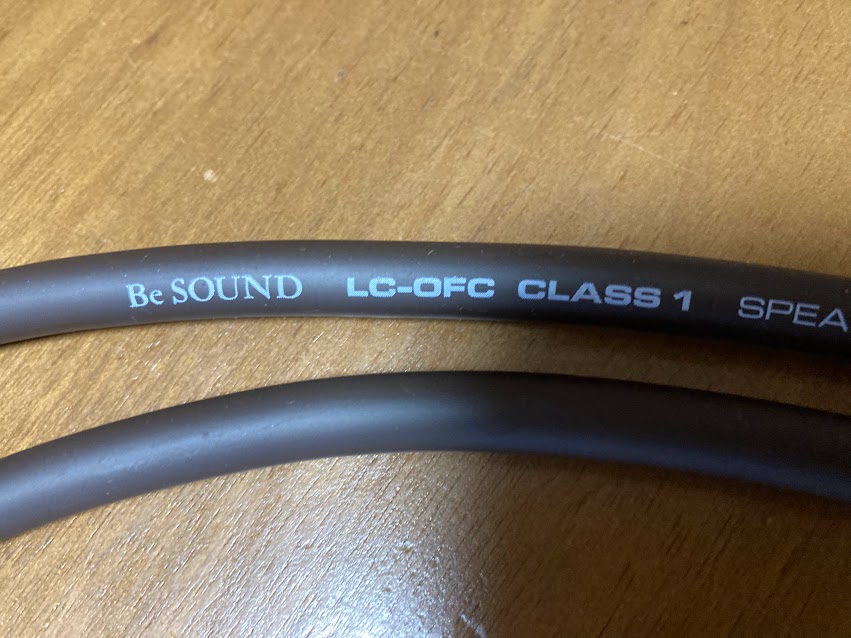 Be SOUND LC-OFC CLASS 1 SPEA